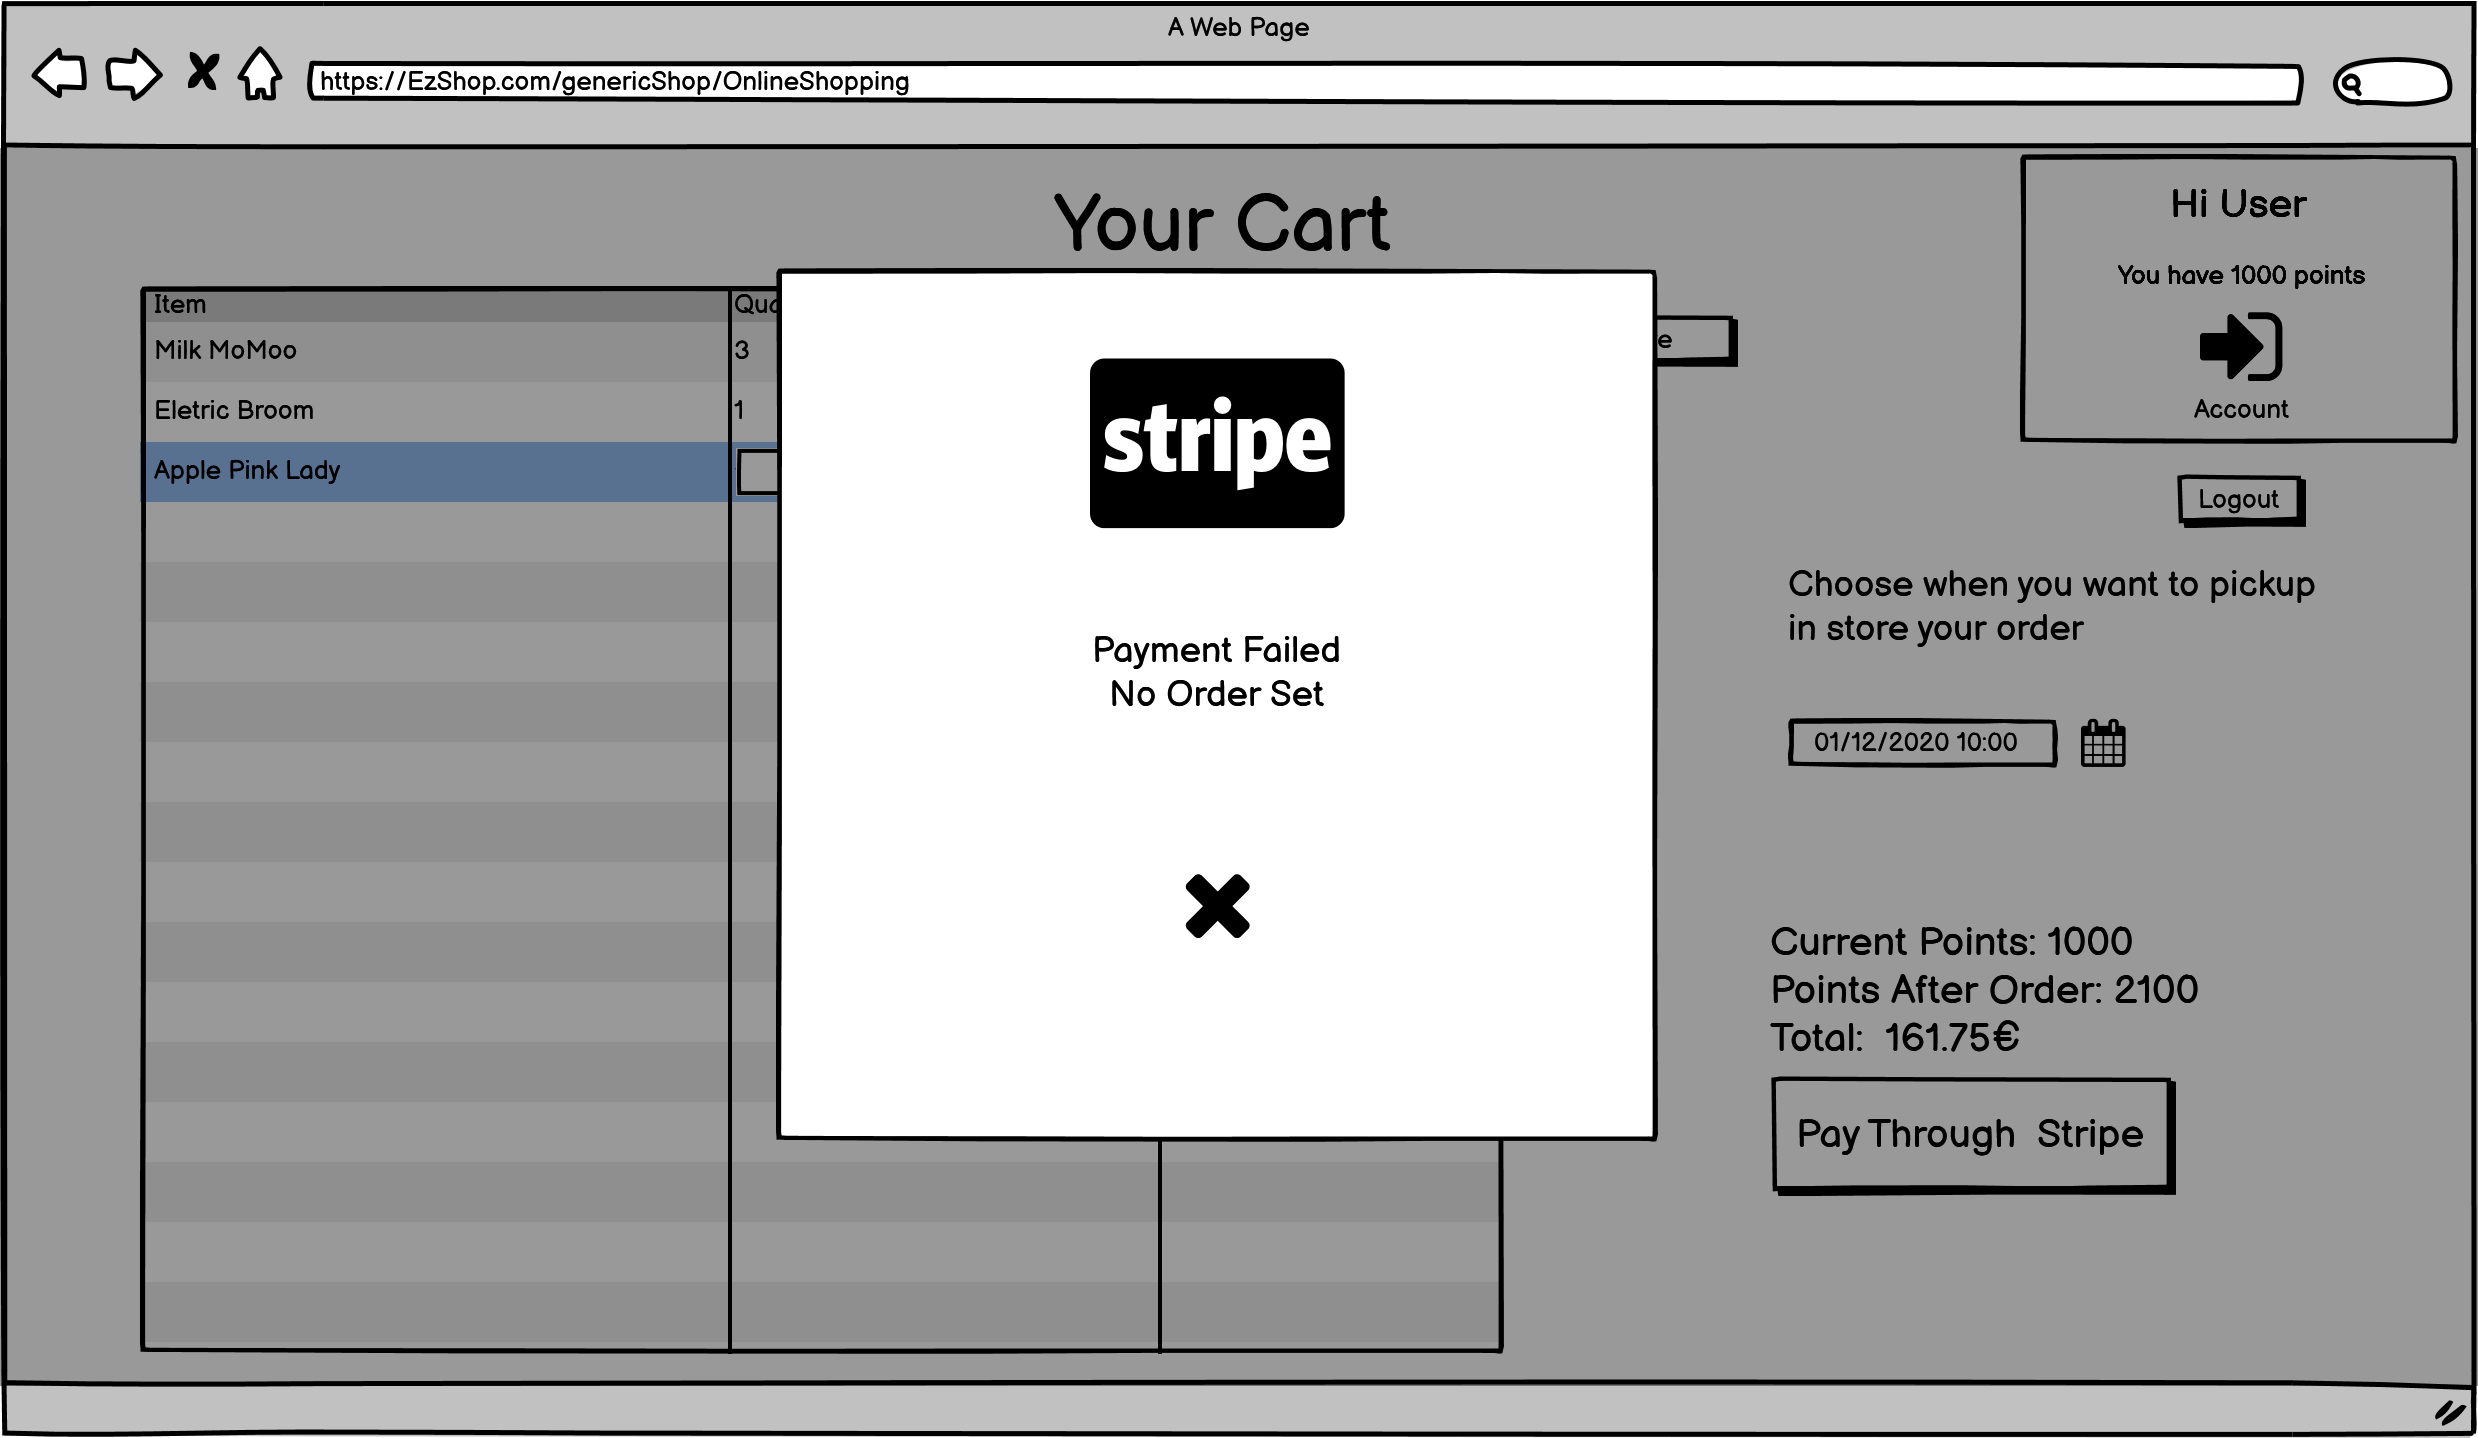 A Web Page
https://EzShop.com/genericShop/OnlineShopping
Your Cart
Hi User
You have 1000 points
Account
Logout
Item
Milk MoMoo 3
Eletric Broom 1
Apple Pink Lady
stripe
Payment Failed
No Order Set
Choose when you want to pickup
in store your order
01/12/2020 10:00
Current Points: 1000
Points After Order: 2100
Total: 161.75€
Pay Through Stripe